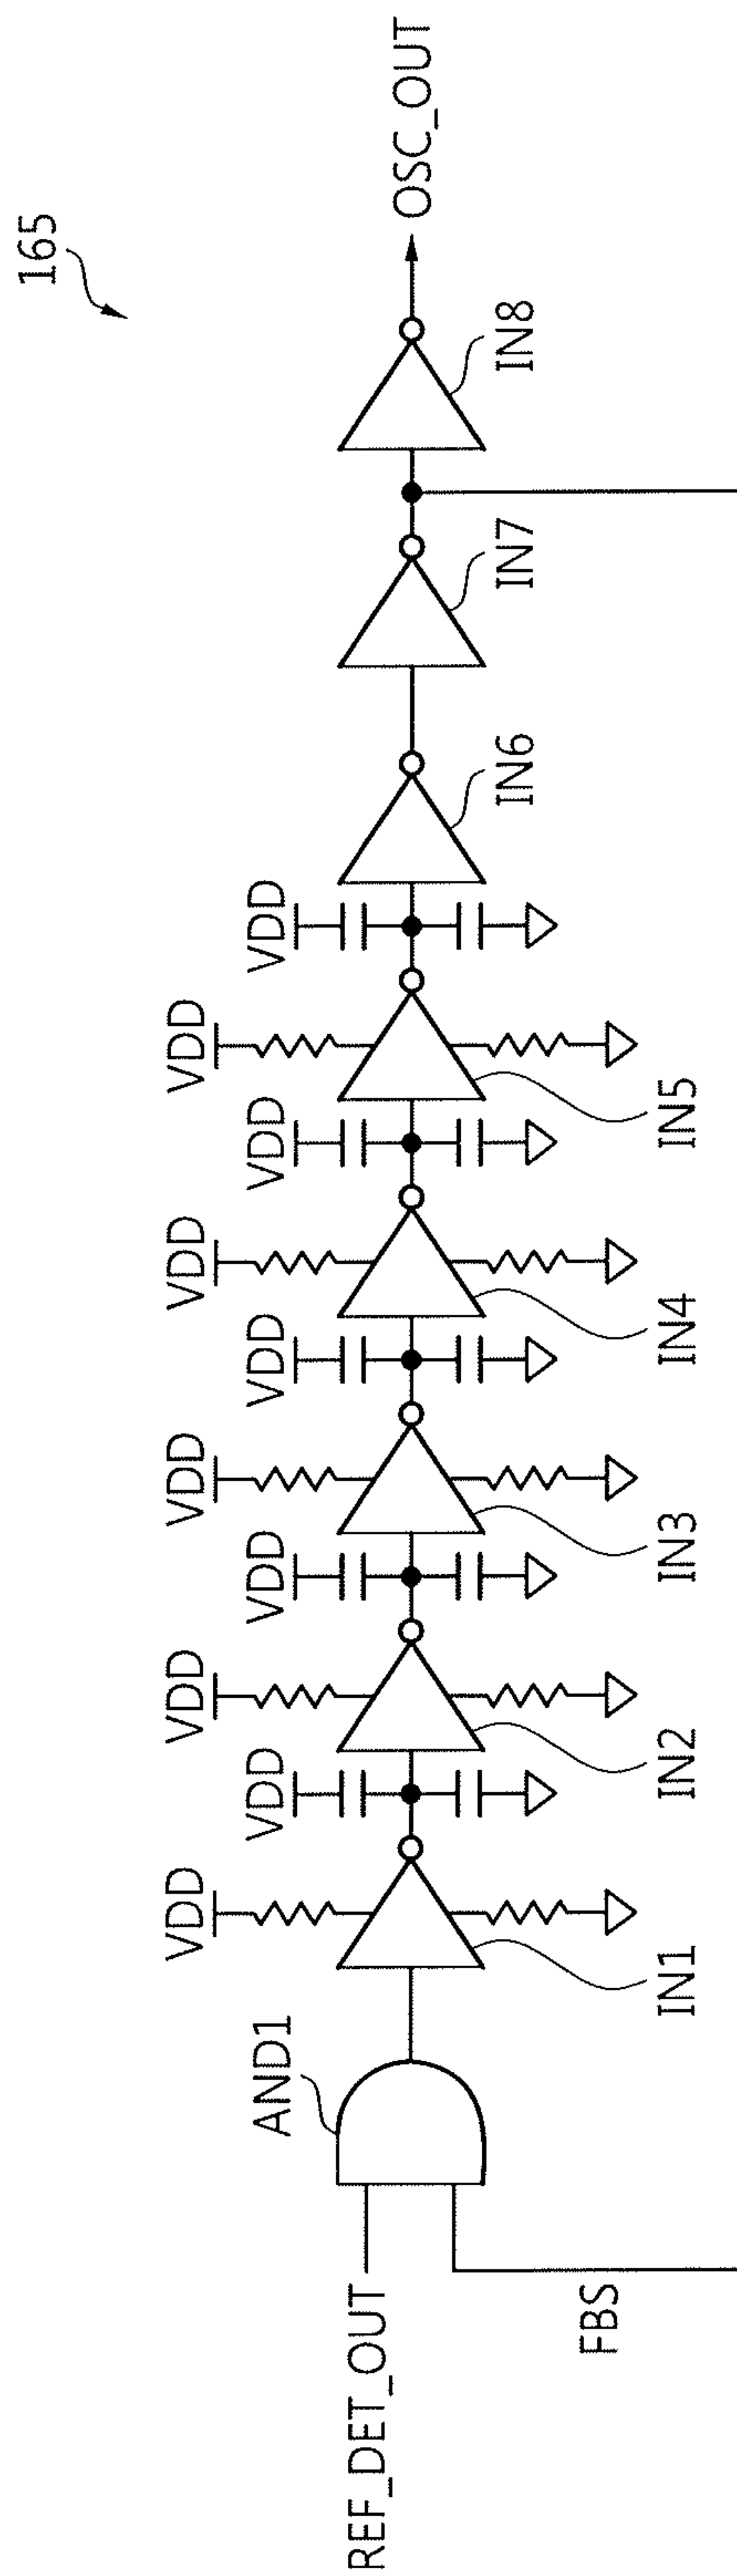 165
REF_DET_OUT
FBS
AND1
VDD
IN1
VDD
VDD
IN2
VDD
VDD
IN3
VDD
VDD
IN4
VDD
VDD
IN5
VDD
IN6
IN7
IN8
OSC_OUT